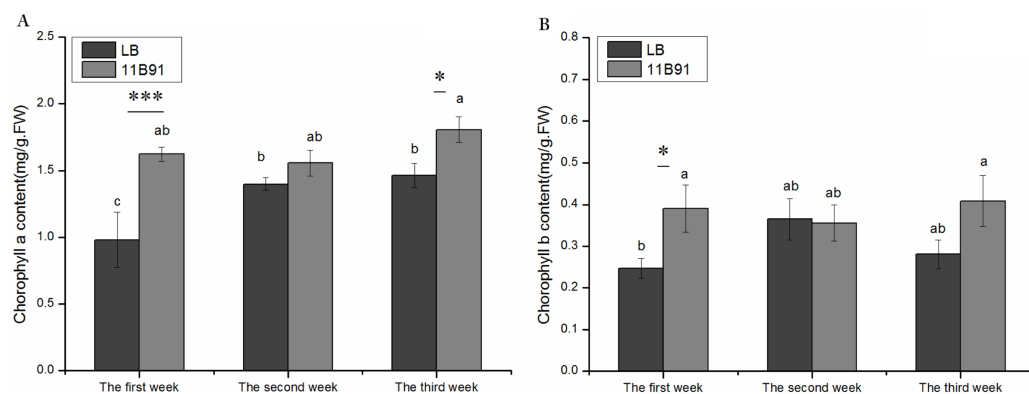 A
Chorophyll a content(mg/g.FW)
2.5
2.0
1.5
1.0
0.5
0.0
LB
11B91
***
*
c
ab
b
ab
b
a
The first week
The second week
The third week
B
Chorophyll b content(mg/g.FW)
0.8
0.7
0.6
0.5
0.4
0.3
0.2
0.1
0.0
LB
11B91
*
b
a
ab
ab
ab
a
The first week
The second week
The third week